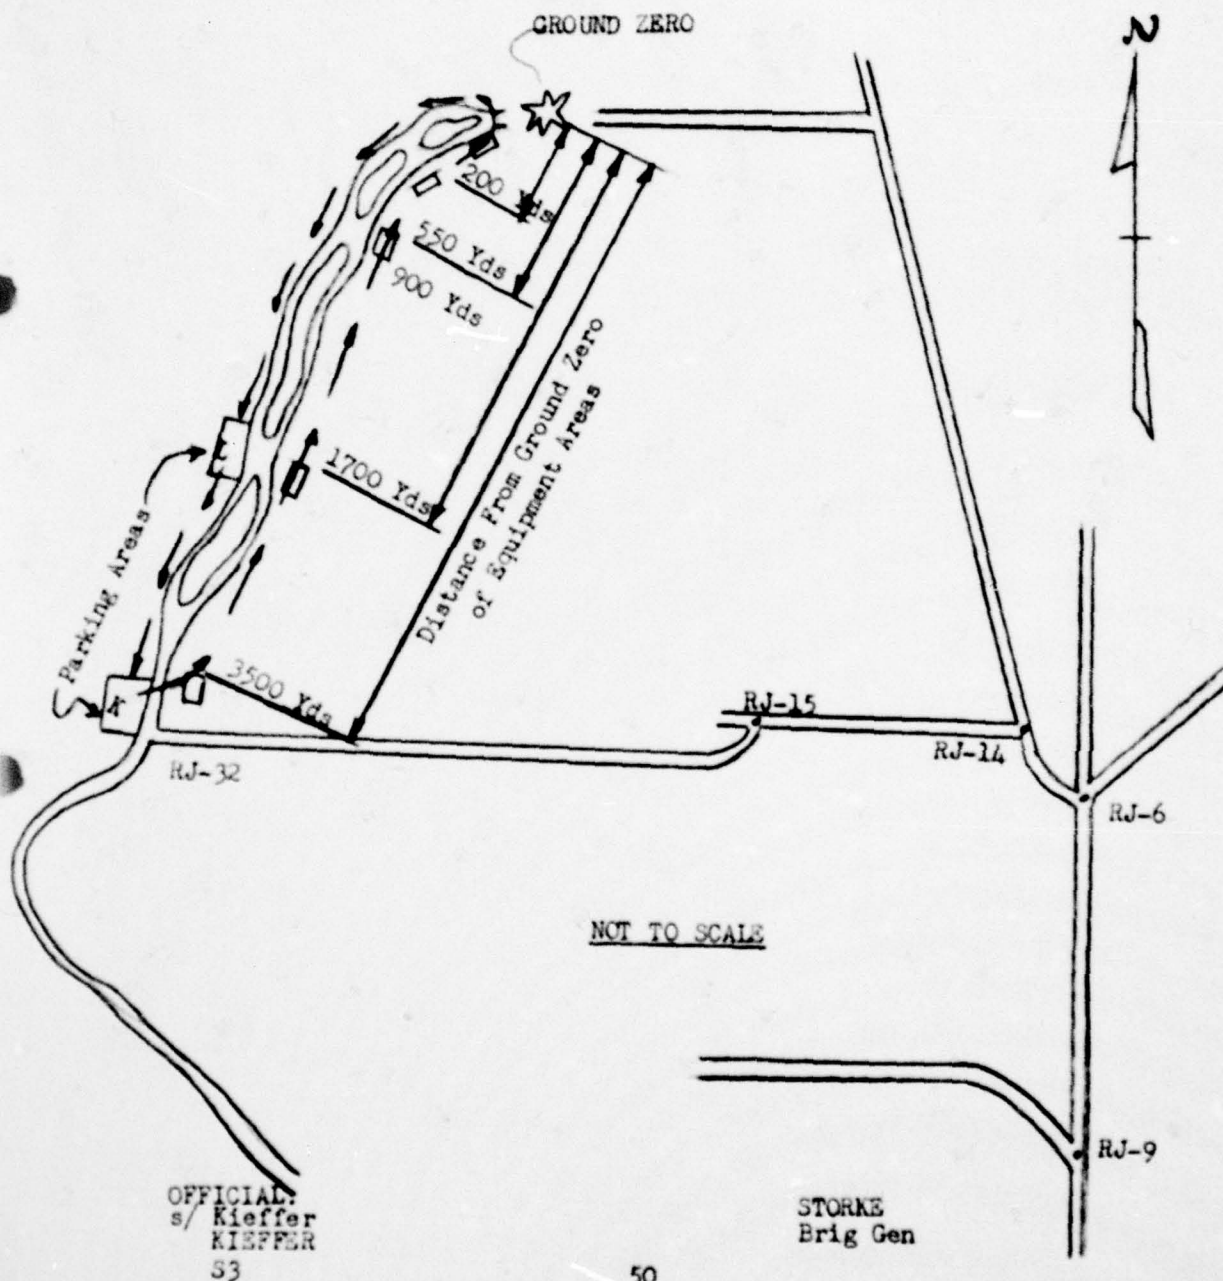 GROUND ZERO
200 Yds
550 Yds
900 Yds
1700 Yds
3500 Yds
Distance From Ground Zero
of Equipment Areas
Parking Areas
K
RJ-32
RJ-15
RJ-14
RJ-6
NOT TO SCALE
RJ-9
OFFICIAL:
s/ Kieffer
KIEFFER
S3
STORKE
Brig Gen
50